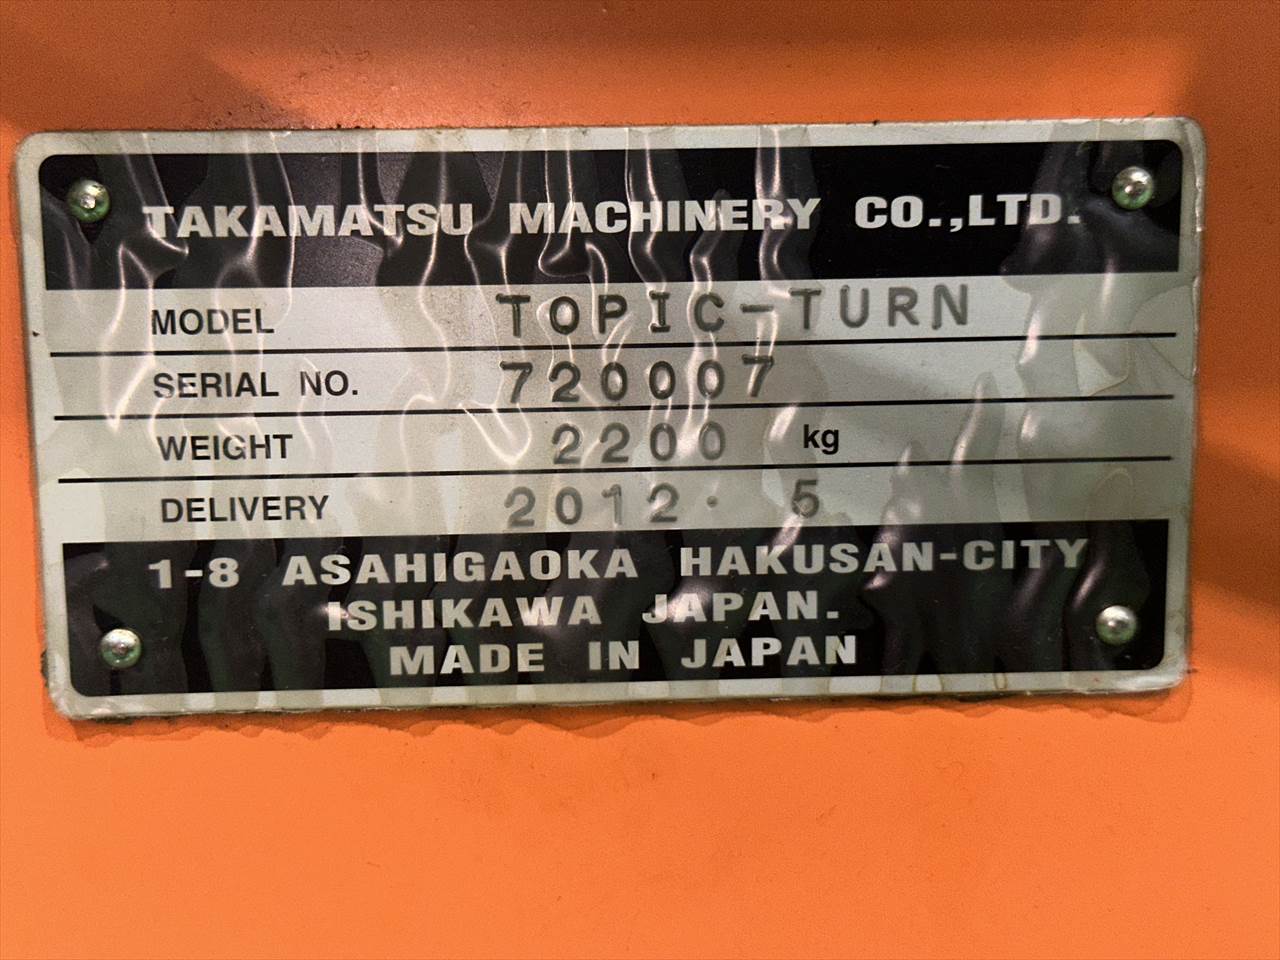 TAKAMATSU MACHINERY CO.,LTD.
MODEL TOPIC-TURN
SERIAL NO. 720007
WEIGHT 2200 kg
DELIVERY 2012. 5
1-8 ASAHIGAOKA HAKUSAN-CITY
ISHIKAWA JAPAN.
MADE IN JAPAN